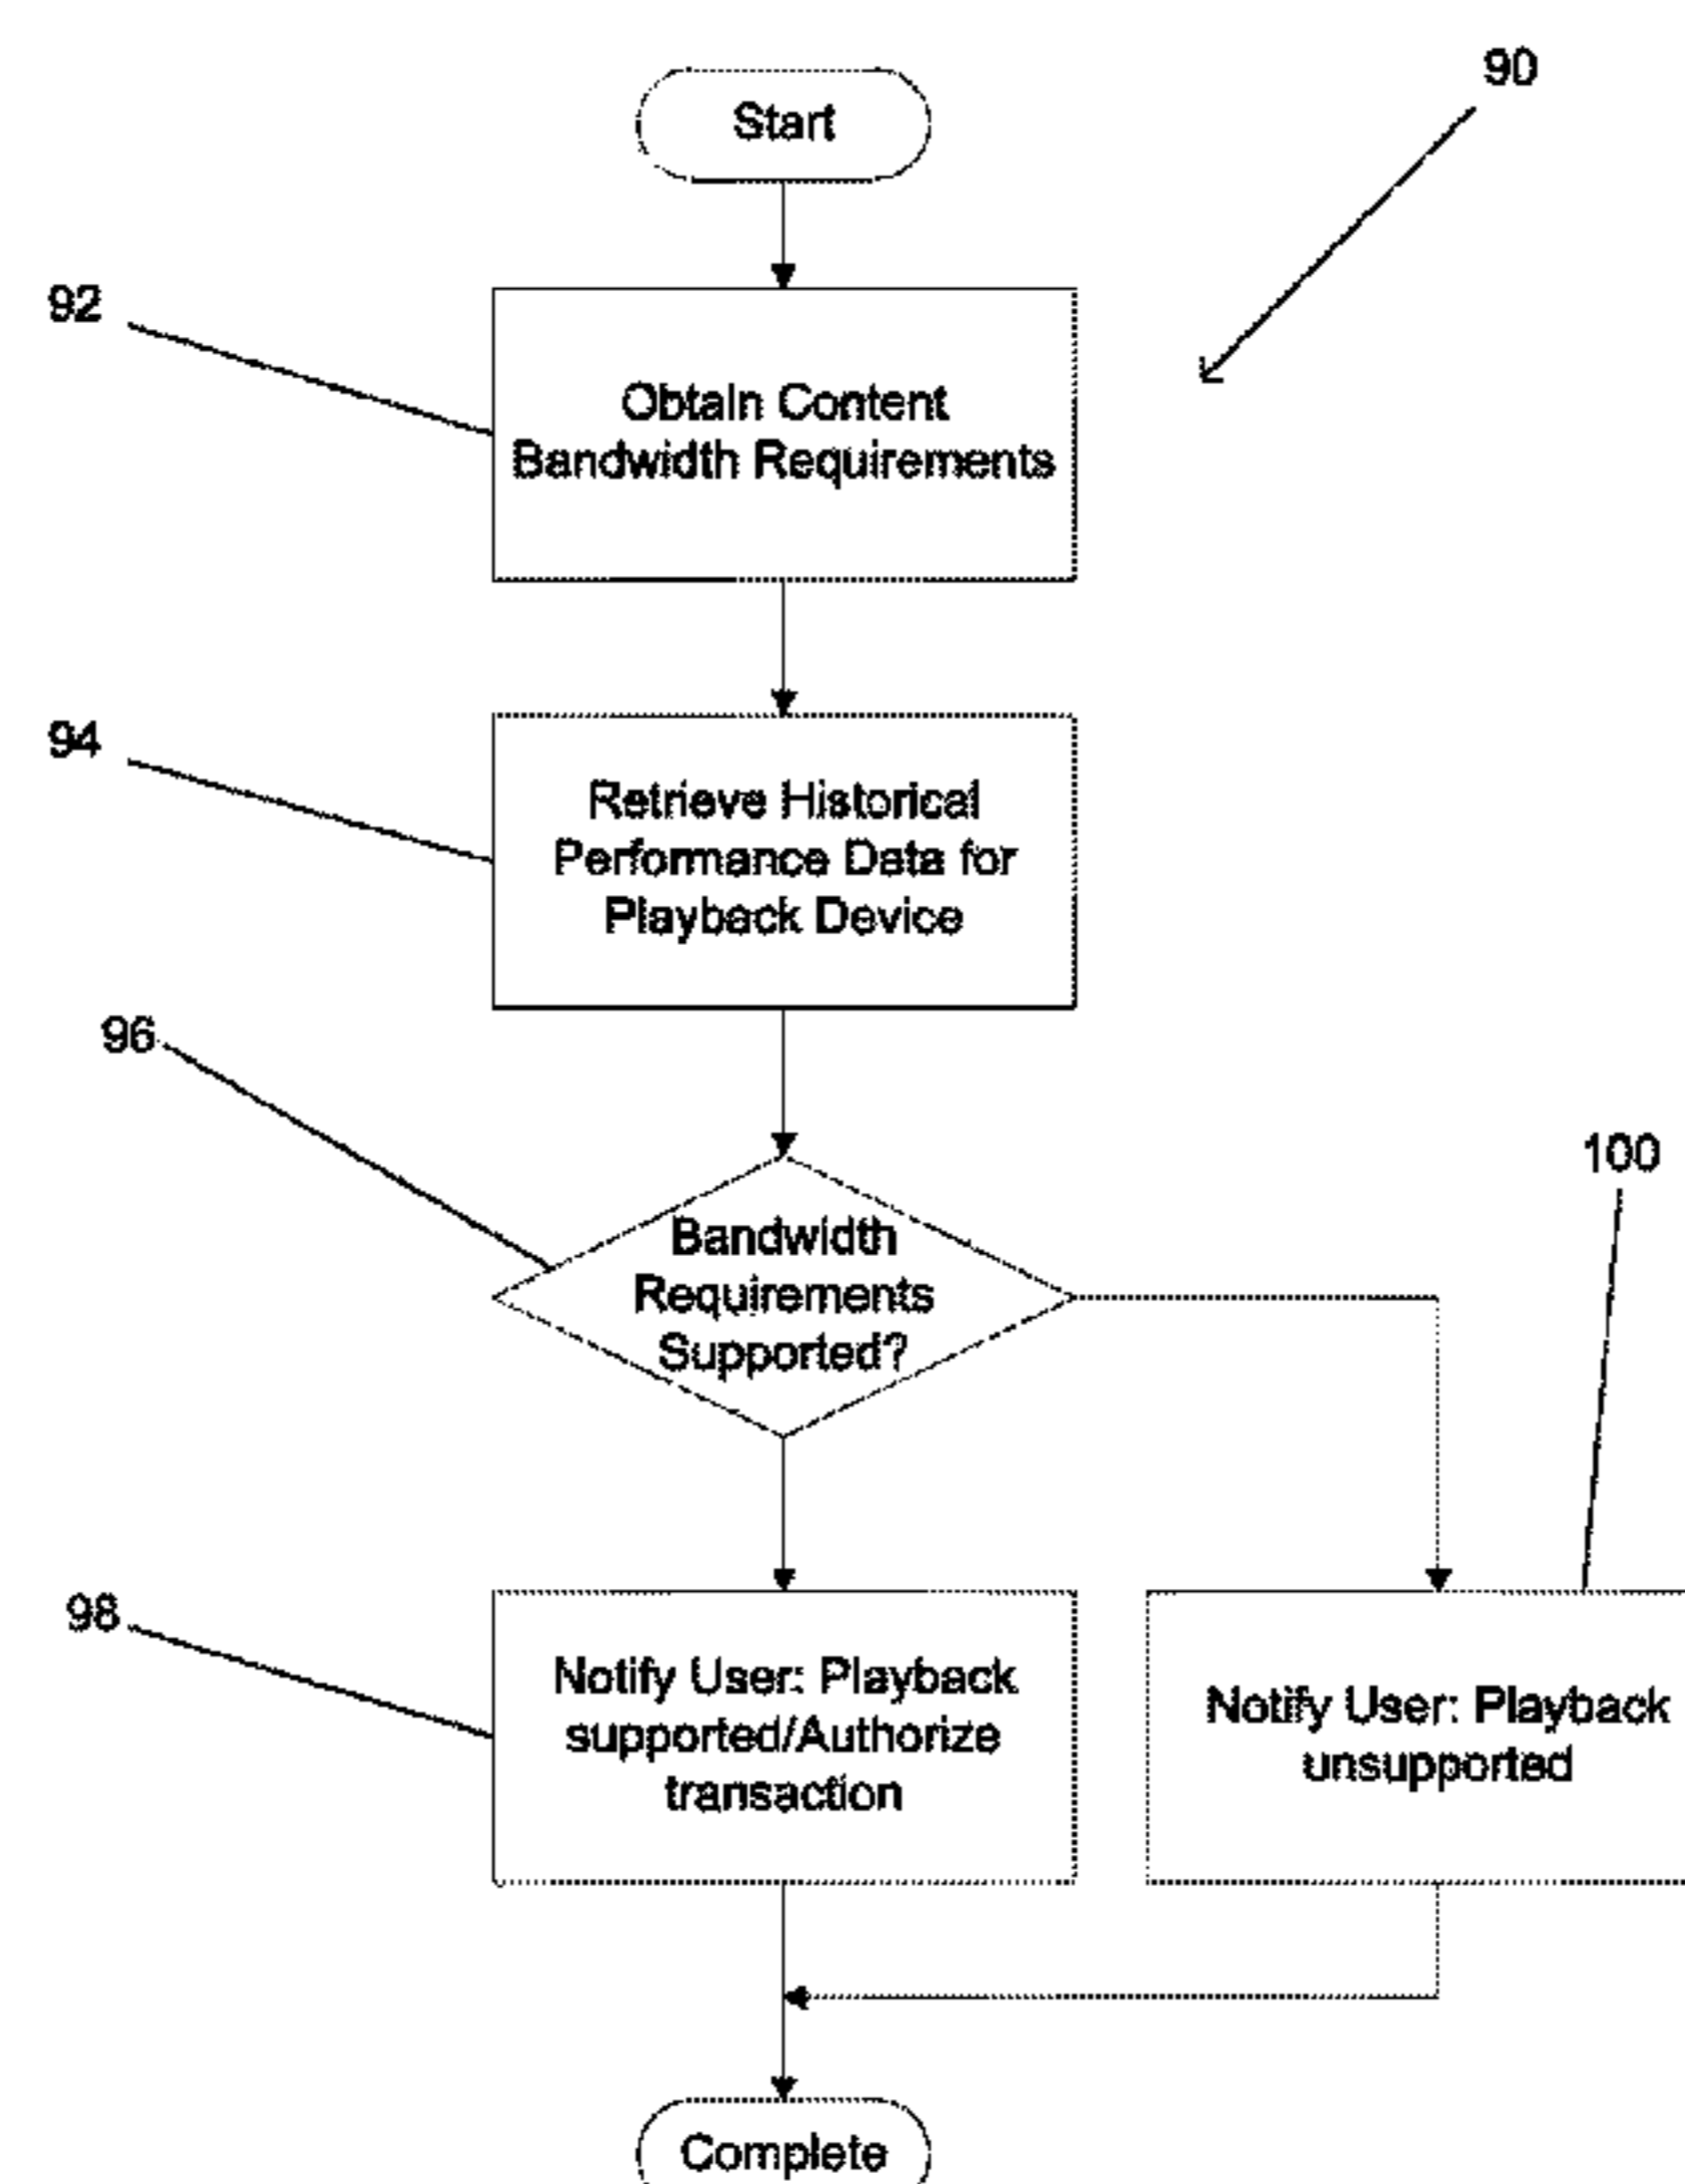 90
Start
92
Obtain Content
Bandwidth Requirements
94
Retrieve Historical
Performance Data for
Playback Device
96
Bandwidth
Requirements
Supported?
100
98
Notify User: Playback
supported/Authorize
transaction
Notify User: Playback
unsupported
Complete